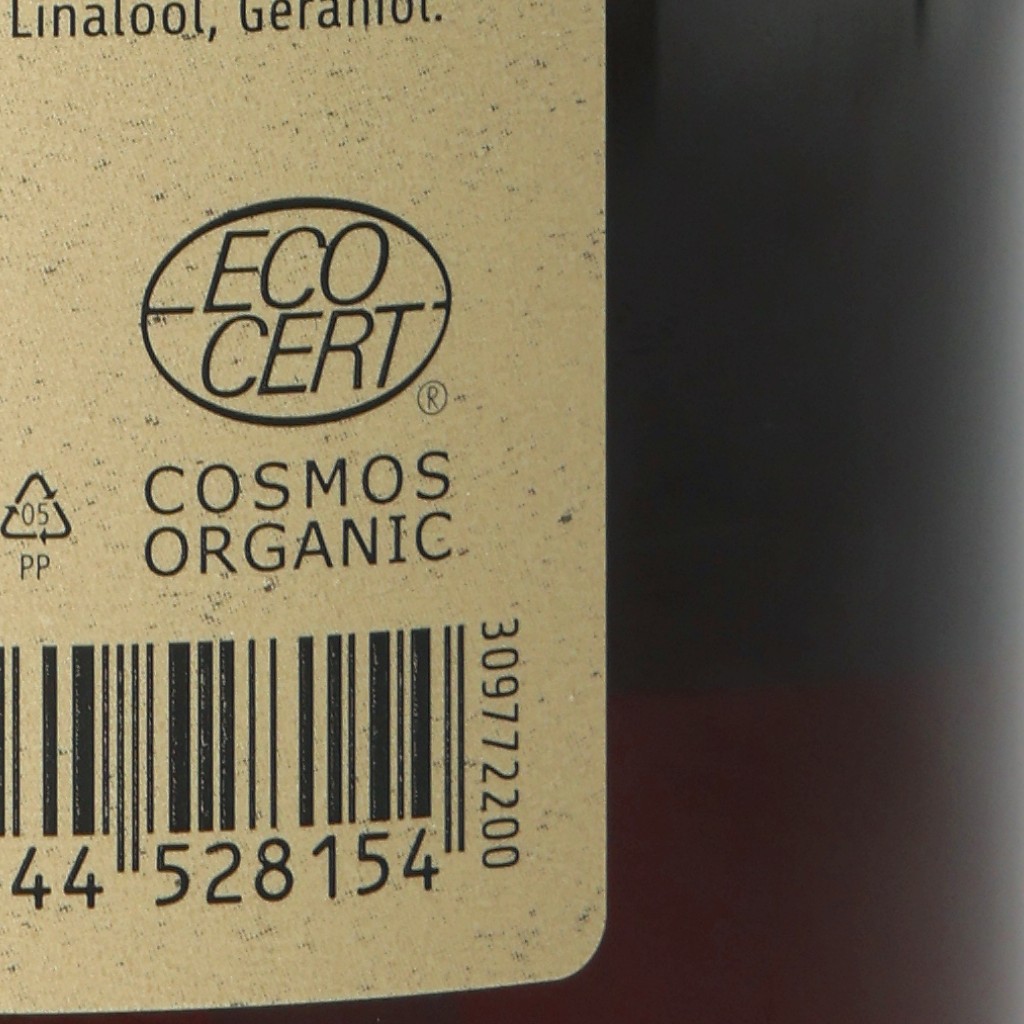 Linalool, Geraniol.
ECO
CERT
®
COSMOS
ORGANIC
05
PP
309772200
44 528154